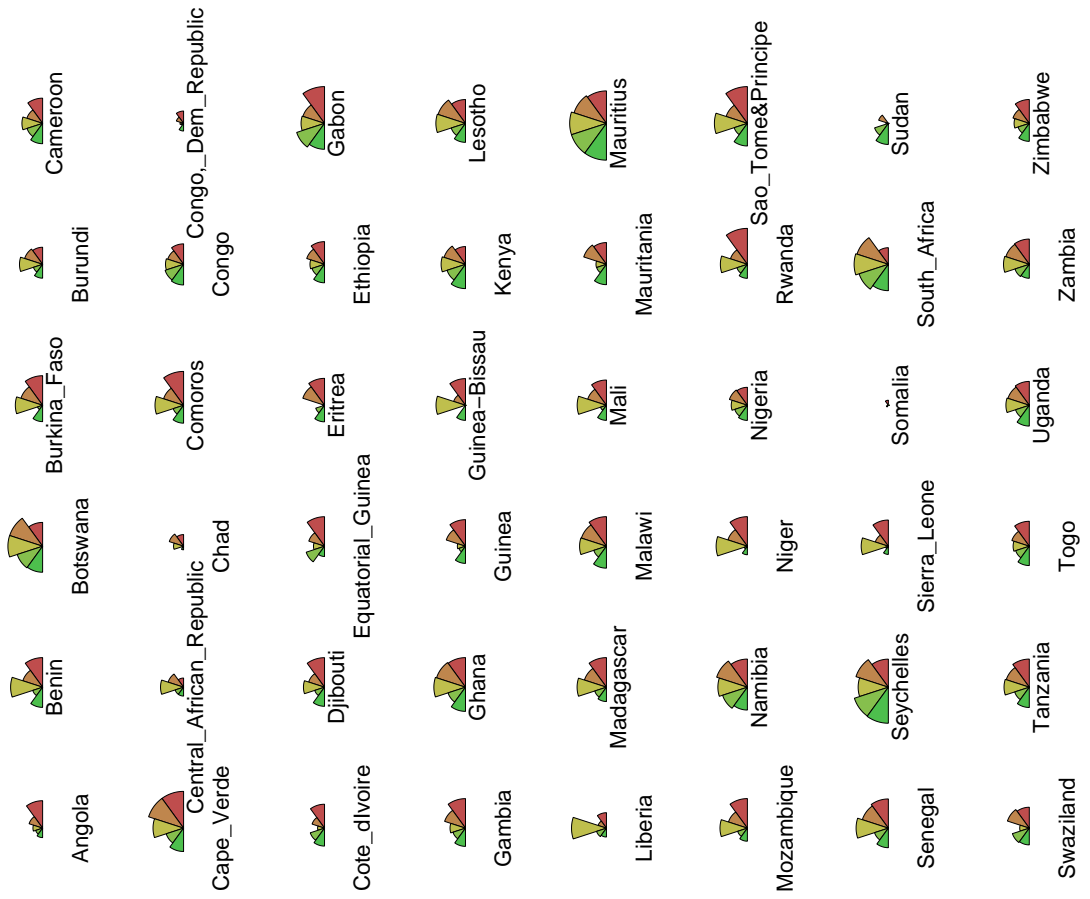 Angola
Benin
Botswana
Burkina_Faso
Burundi
Cameroon
Cape_Verde
Central_African_Republic
Chad
Comoros
Congo
Congo,_Dem_Republic
Cote_dIvoire
Djibouti
Equatorial_Guinea
Eritrea
Ethiopia
Gabon
Gambia
Ghana
Guinea
Guinea−Bissau
Kenya
Lesotho
Liberia
Madagascar
Malawi
Mali
Mauritania
Mauritius
Mozambique
Namibia
Niger
Nigeria
Rwanda
Sao_Tome&Principe
Senegal
Seychelles
Sierra_Leone
Somalia
South_Africa
Sudan
Swaziland
Tanzania
Togo
Uganda
Zambia
Zimbabwe